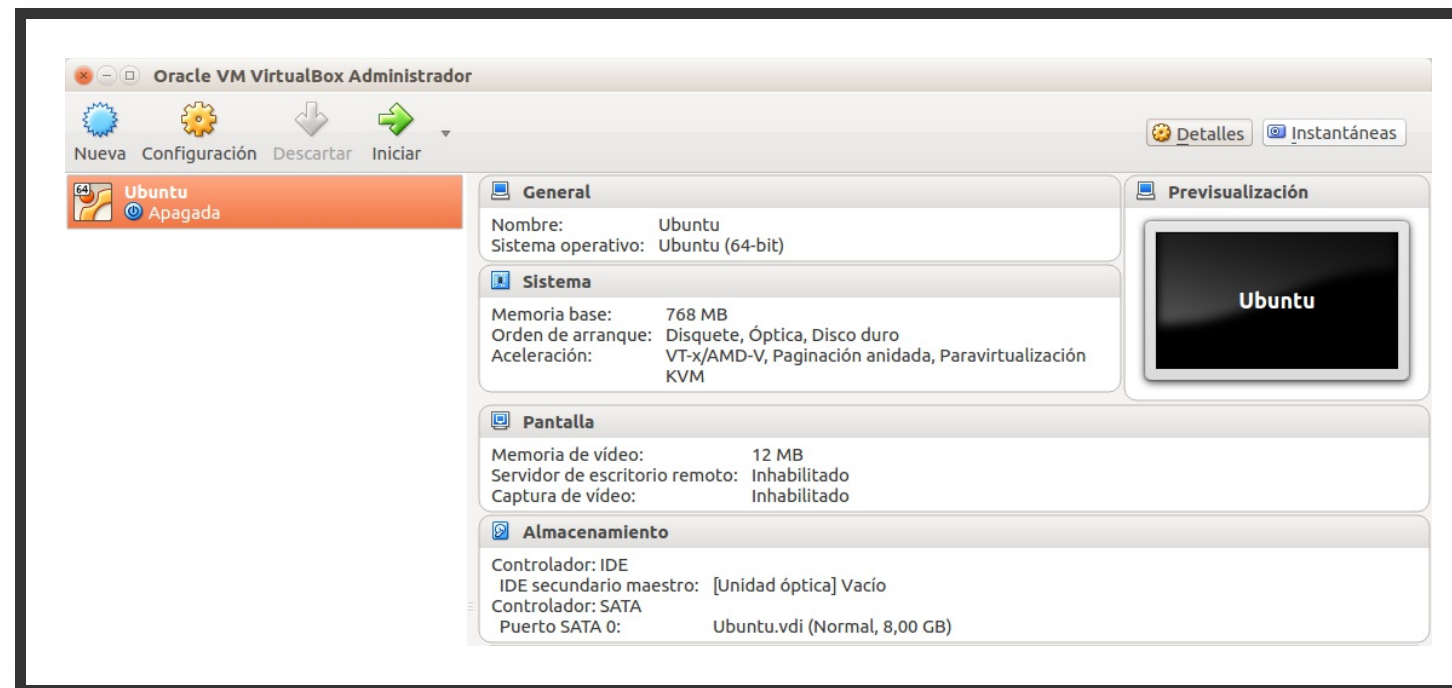 Oracle VM VirtualBox Administrador
Nueva Configuración Descartar Iniciar
Detalles Instantáneas
64
Ubuntu
Apagada
General
Nombre: Ubuntu
Sistema operativo: Ubuntu (64-bit)
Sistema
Memoria base: 768 MB
Orden de arranque: Disquete, Óptica, Disco duro
Aceleración: VT-x/AMD-V, Paginación anidada, Paravirtualización
KVM
Previsualización
Ubuntu
Pantalla
Memoria de vídeo: 12 MB
Servidor de escritorio remoto: Inhabilitado
Captura de vídeo: Inhabilitado
Almacenamiento
Controlador: IDE
IDE secundario maestro: [Unidad óptica] Vacío
Controlador: SATA
Puerto SATA 0: Ubuntu.vdi (Normal, 8,00 GB)